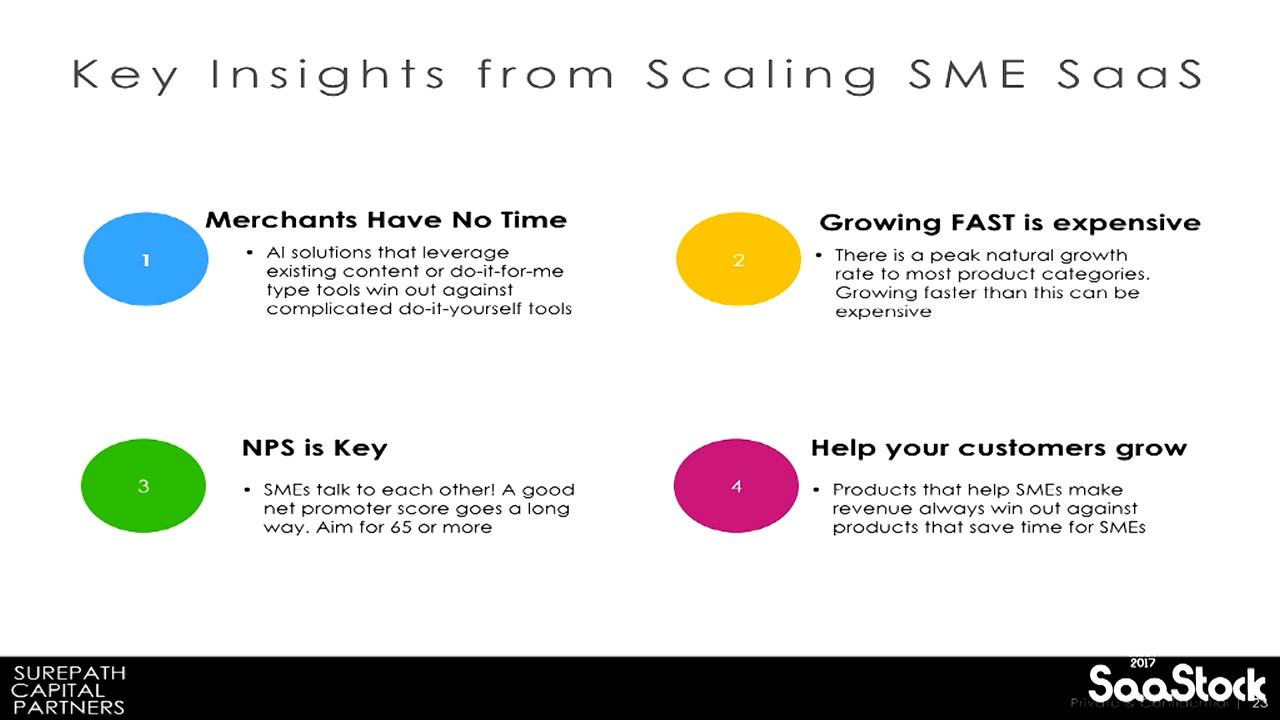 Key Insights from Scaling SME SaaS
1
Merchants Have No Time
• AI solutions that leverage
existing content or do-it-for-me
type tools win out against
complicated do-it-yourself tools
2
Growing FAST is expensive
• There is a peak natural growth
rate to most product categories.
Growing faster than this can be
expensive
3
NPS is Key
• SMEs talk to each other! A good
net promoter score goes a long
way. Aim for 65 or more
4
Help your customers grow
• Products that help SMEs make
revenue always win out against
products that save time for SMEs
SUREPATH
CAPITAL
PARTNERS
2017
SaaStock
Private & Confidential | 23